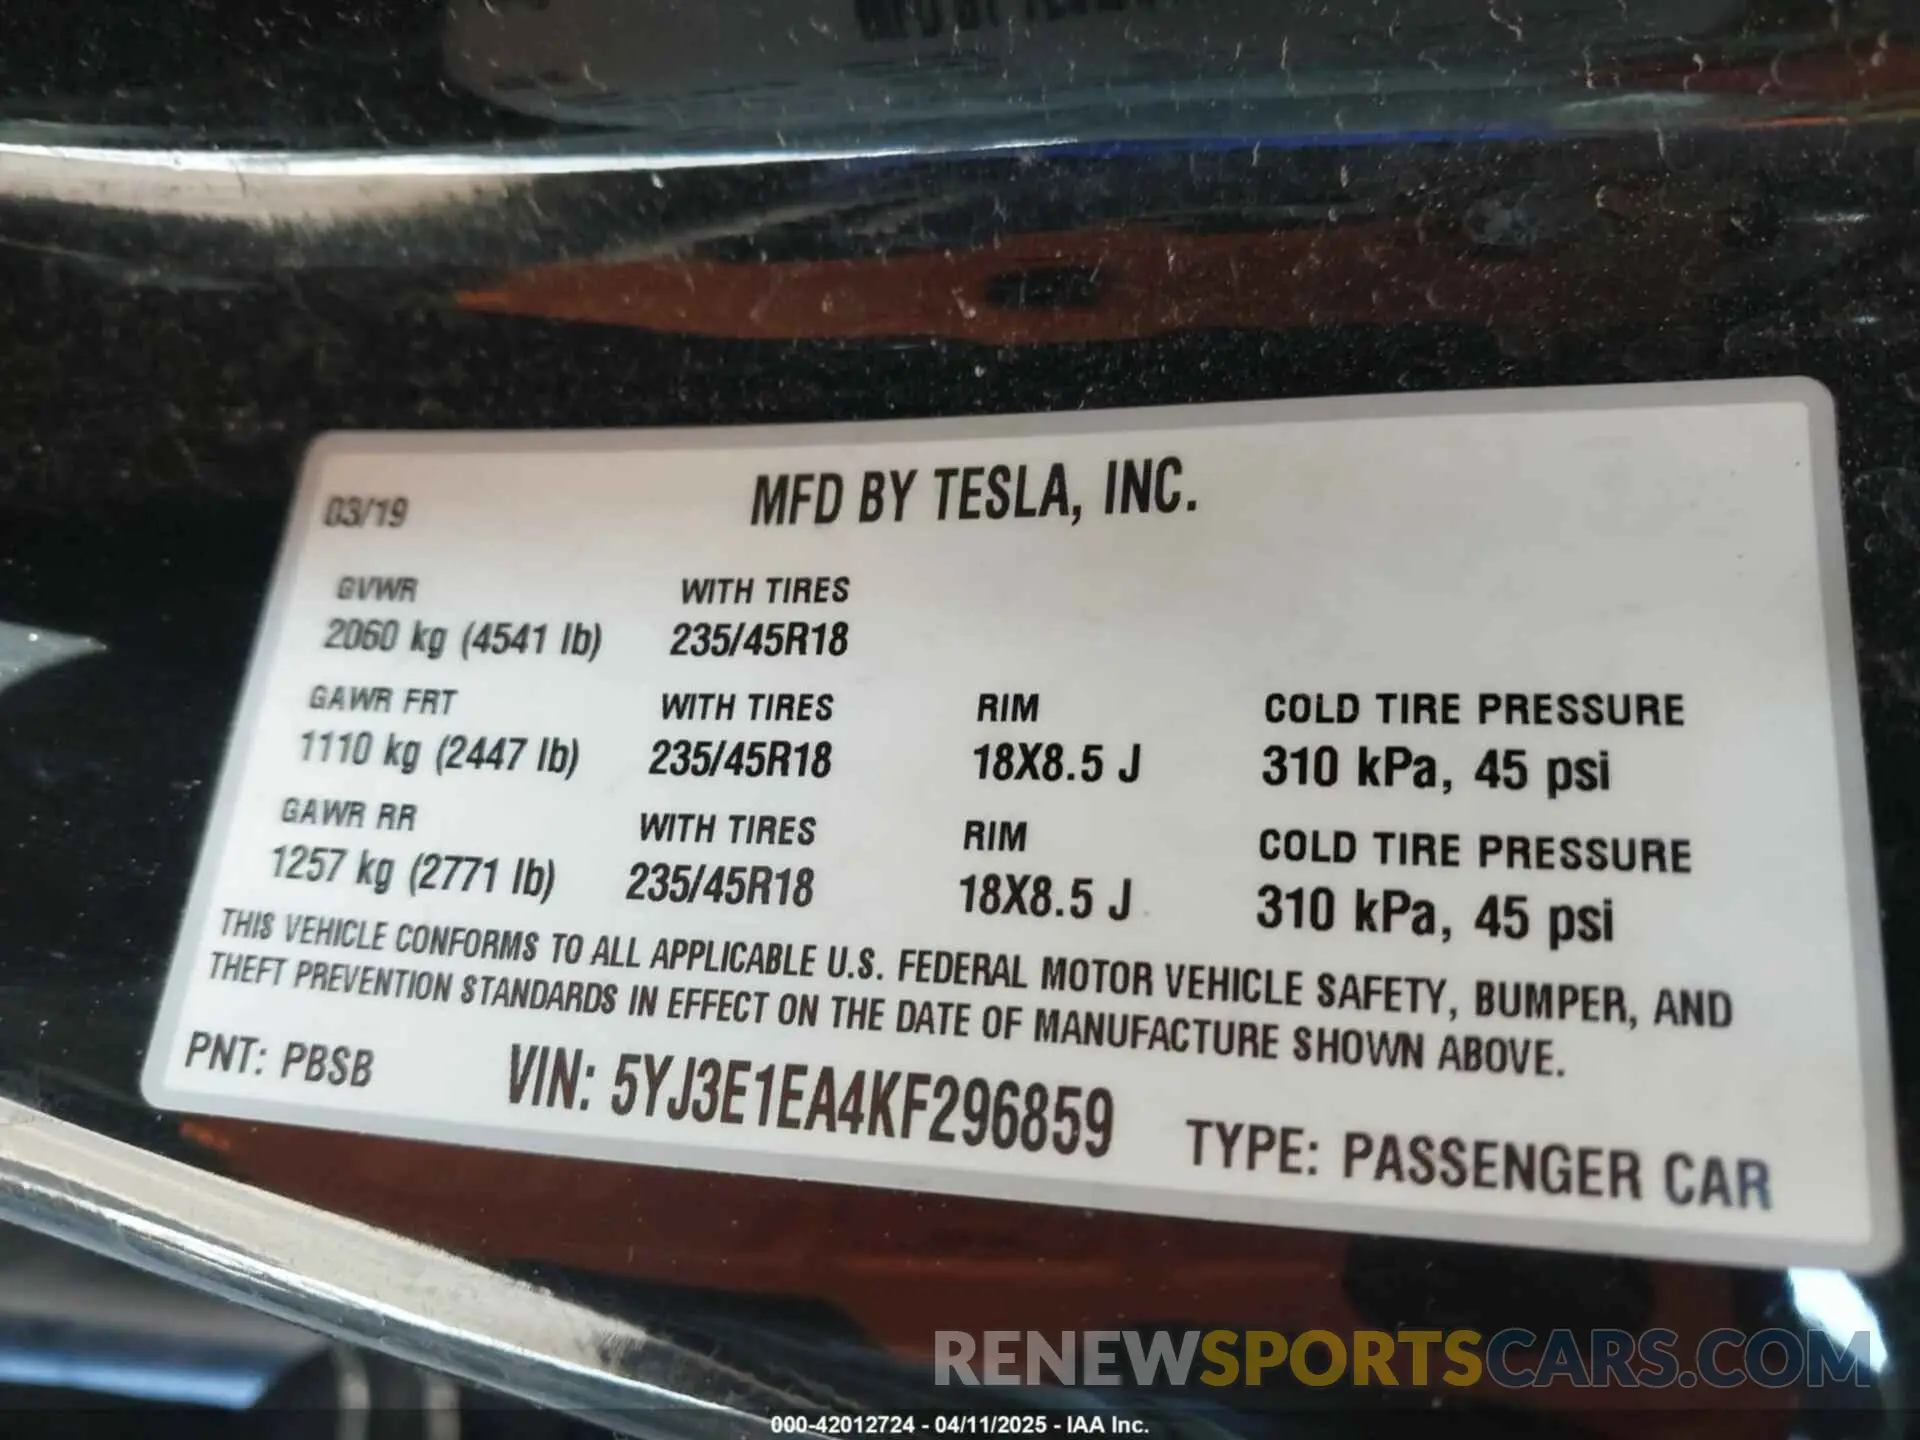 MFD BY TESLA, INC.
03/19
GVWR WITH TIRES
2060 kg (4541 lb) 235/45R18
GAWR FRT WITH TIRES RIM COLD TIRE PRESSURE
1110 kg (2447 lb) 235/45R18 18X8.5 J 310 kPa, 45 psi
GAWR RR WITH TIRES RIM COLD TIRE PRESSURE
1257 kg (2771 lb) 235/45R18 18X8.5 J 310 kPa, 45 psi
THIS VEHICLE CONFORMS TO ALL APPLICABLE U.S. FEDERAL MOTOR VEHICLE SAFETY, BUMPER, AND
THEFT PREVENTION STANDARDS IN EFFECT ON THE DATE OF MANUFACTURE SHOWN ABOVE.
PNT: PBSB VIN: 5YJ3E1EA4KF296859 TYPE: PASSENGER CAR
RENEWSPORTSCARS.COM
000-42012724 - 04/11/2025 - IAA Inc.